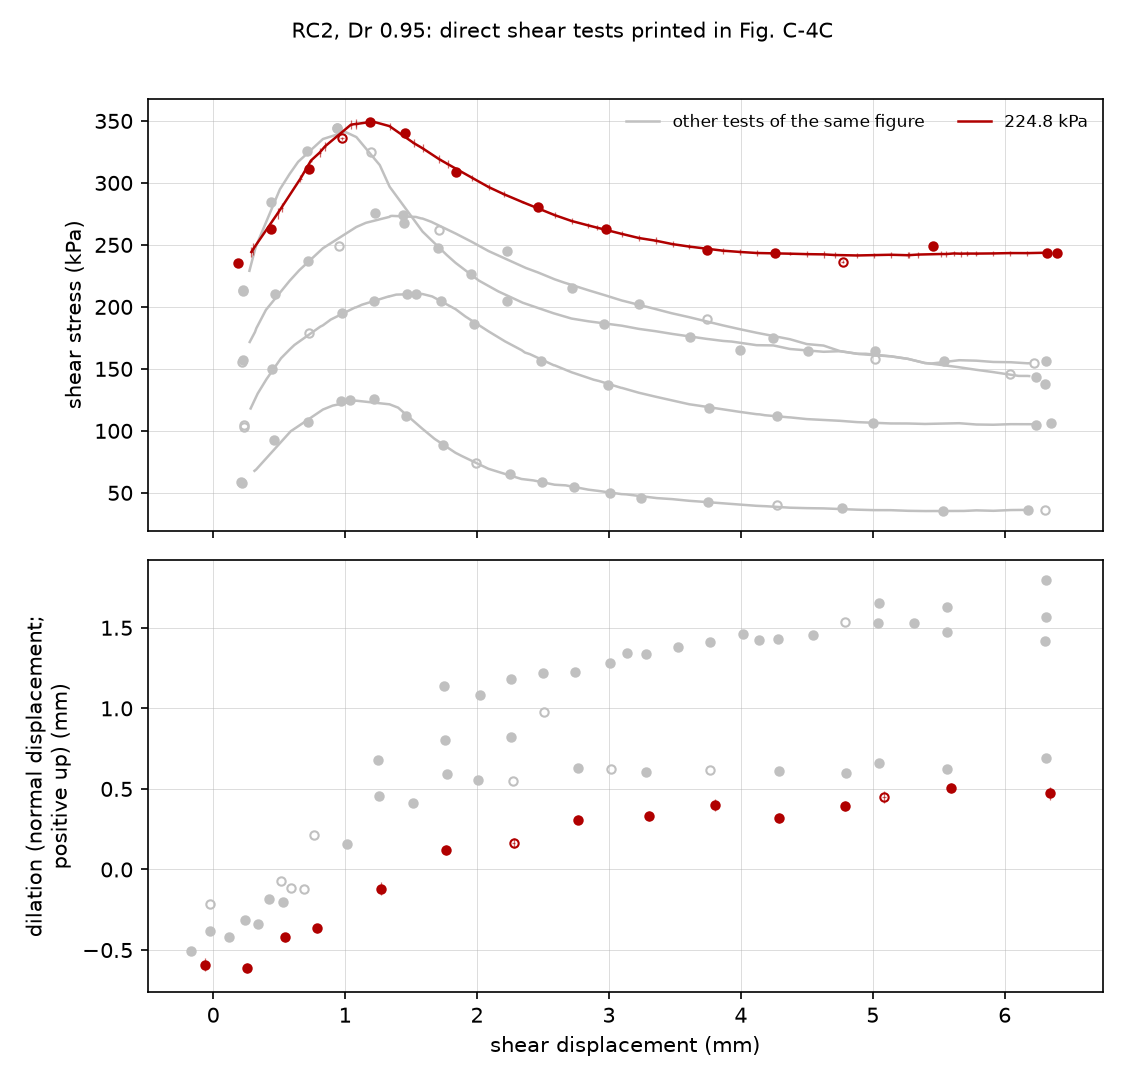 RC2, Dr 0.95: direct shear tests printed in Fig. C-4C
350
300
250
200
150
100
50
shear stress (kPa)
other tests of the same figure
224.8 kPa
1.5
1.0
0.5
0.0
−0.5
dilation (normal displacement;
positive up) (mm)
0 1 2 3 4 5 6
shear displacement (mm)